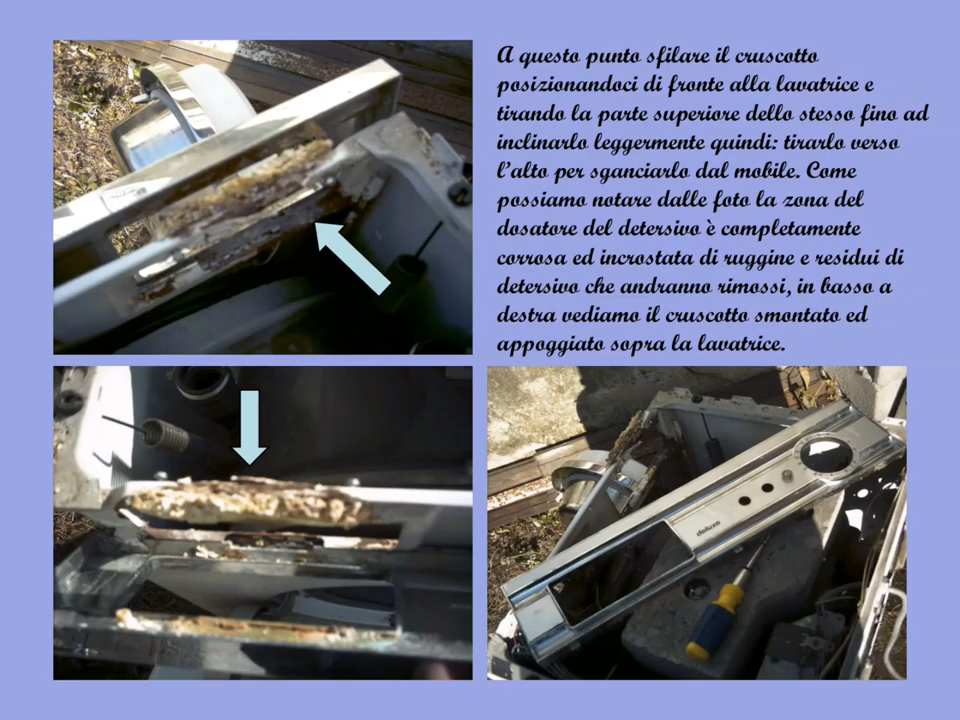 A questo punto sfilare il cruscotto
posizionandoci di fronte alla lavatrice e
tirando la parte superiore dello stesso fino ad
inclinarlo leggermente quindi: tirarlo verso
l'alto per sganciarlo dal mobile. Come
possiamo notare dalle foto la zona del
dosatore del detersivo è completamente
corrosa ed incrostata di ruggine e residui di
detersivo che andranno rimossi, in basso a
destra vediamo il cruscotto smontato ed
appoggiato sopra la lavatrice.
deluxe